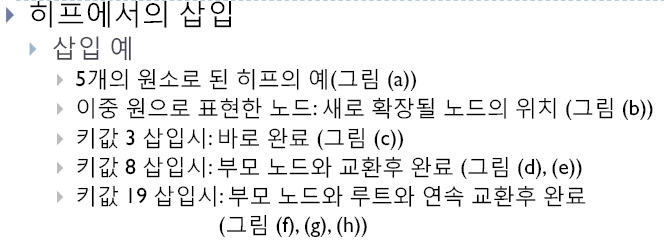 히프에서의 삽입
삽입 예
5개의 원소로 된 히프의 예(그림 (a))
이중 원으로 표현한 노드: 새로 확장될 노드의 위치 (그림 (b))
키값 3 삽입시: 바로 완료 (그림 (c))
키값 8 삽입시: 부모 노드와 교환후 완료 (그림 (d), (e))
키값 19 삽입시: 부모 노드와 루트와 연속 교환후 완료
(그림 (f), (g), (h))